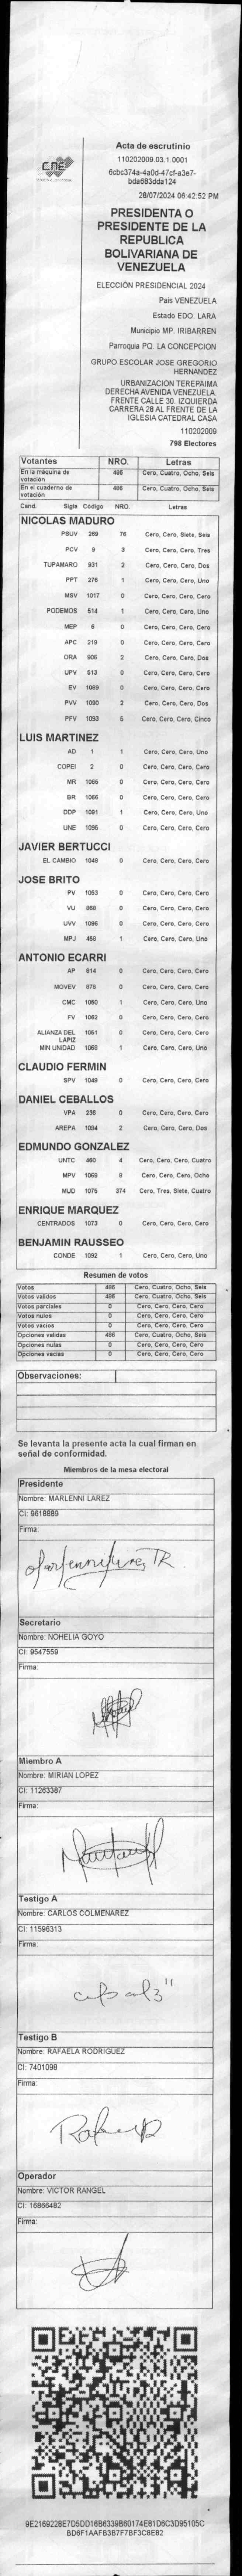 CNE
Acta de escrutinio
110202009.03.1.0001
28/07/2024 06:42:52 PM
PRESIDENTA O
PRESIDENTE DE LA
REPUBLICA
BOLIVARIANA DE
VENEZUELA
ELECCIÓN PRESIDENCIAL 2024
País VENEZUELA
Estado EDO. LARA
Municipio MP. IRIBARREN
Parroquia PQ. LA CONCEPCION
GRUPO ESCOLAR JOSE GREGORIO
HERNANDEZ
URBANIZACION TEREPAIMA
DERECHA AVENIDA VENEZUELA.
FRENTE CALLE 30. IZQUIERDA
CARRERA 28 AL FRENTE DE LA
IGLESIA CATEDRAL CASA
110202009
798 Electores
Votantes NRO. Letras
En la máquina de
votación 486 Cero, Cuatro, Ocho, Seis
En el cuaderno de
votación 486 Cero, Cuatro, Ocho, Seis
Cand. Sigla Código NRO. Letras
NICOLAS MADURO
PSUV 269 76 Cero, Cero, Siete, Seis
PCV 9 3 Cero, Cero, Cero, Tres
TUPAMARO 931 2 Cero, Cero, Cero, Dos
PPT 276 1 Cero, Cero, Cero, Uno
MSV 1017 0 Cero, Cero, Cero, Cero
PODEMOS 514 1 Cero, Cero, Cero, Uno
MEP 6 0 Cero, Cero, Cero, Cero
APC 219 0 Cero, Cero, Cero, Cero
ORA 906 2 Cero, Cero, Cero, Dos
UPV 513 0 Cero, Cero, Cero, Cero
EV 1089 0 Cero, Cero, Cero, Cero
PVV 1090 2 Cero, Cero, Cero, Dos
PFV 1093 5 Cero, Cero, Cero, Cinco
LUIS MARTINEZ
AD 1 1 Cero, Cero, Cero, Uno
COPEI 2 0 Cero, Cero, Cero, Cero
MR 1065 0 Cero, Cero, Cero, Cero
BR 1066 0 Cero, Cero, Cero, Cero
DDP 1091 1 Cero, Cero, Cero, Uno
UNE 1095 0 Cero, Cero, Cero, Cero
JAVIER BERTUCCI
EL CAMBIO 1048 0 Cero, Cero, Cero, Cero
JOSE BRITO
PV 1053 0 Cero, Cero, Cero, Cero
VU 968 0 Cero, Cero, Cero, Cero
UVV 1096 0 Cero, Cero, Cero, Cero
MPJ 459 1 Cero, Cero, Cero, Uno
ANTONIO ECARRI
AP 814 0 Cero, Cero, Cero, Cero
MOVEV 978 0 Cero, Cero, Cero, Cero
CMC 1050 1 Cero, Cero, Cero, Uno
FV 1062 0 Cero, Cero, Cero, Cero
ALIANZA DEL
LAPIZ 1051 0 Cero, Cero, Cero, Cero
MIN UNIDAD 1068 1 Cero, Cero, Cero, Uno
CLAUDIO FERMIN
SPV 1049 0 Cero, Cero, Cero, Cero
DANIEL CEBALLOS
VPA 236 0 Cero, Cero, Cero, Cero
AREPA 1094 2 Cero, Cero, Cero, Dos
EDMUNDO GONZALEZ
UNTC 460 4 Cero, Cero, Cero, Cuatro
MPV 1069 8 Cero, Cero, Cero, Ocho
MUD 1075 374 Cero, Tres, Siete, Cuatro
ENRIQUE MARQUEZ
CENTRADOS 1073 0 Cero, Cero, Cero, Cero
BENJAMIN RAUSSEO
CONDE 1092 1 Cero, Cero, Cero, Uno
Resumen de votos
Votos 486 Cero, Cuatro, Ocho, Seis
Votos validos 486 Cero, Cuatro, Ocho, Seis
Votos parciales 0 Cero, Cero, Cero, Cero
Votos nulos 0 Cero, Cero, Cero, Cero
Votos vacios 0 Cero, Cero, Cero, Cero
Opciones validas 486 Cero, Cuatro, Ocho, Seis
Opciones nulas 0 Cero, Cero, Cero, Cero
Opciones vacias 0 Cero, Cero, Cero, Cero
Observaciones:
Se levanta la presente acta la cual firman en
señal de conformidad.
Miembros de la mesa electoral
Presidente
Nombre: MARLENNI LAREZ
CI: 9618889
Firma:
Secretario
Nombre: NOHELIA GOYO
CI: 9547559
Firma:
Miembro A
Nombre: MIRIAN LOPEZ
CI: 11263387
Firma:
Testigo A
Nombre: CARLOS COLMENAREZ
CI: 11596313
Firma:
Testigo B
Nombre: RAFAELA RODRIGUEZ
CI: 7401098
Firma:
Operador
Nombre: VICTOR RANGEL
CI: 16866482
Firma: